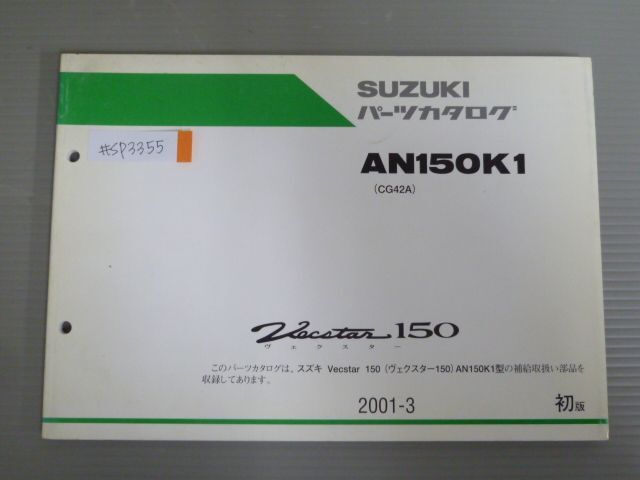 SUZUKI
パーツカタログ
#SP3355
AN150K1
(CG42A)
Vecstar 150
ヴェクスター
このパーツカタログは、スズキ Vecstar 150 (ヴェクスター150) AN150K1型の補給取扱い部品を
収録してあります。
2001-3
初版